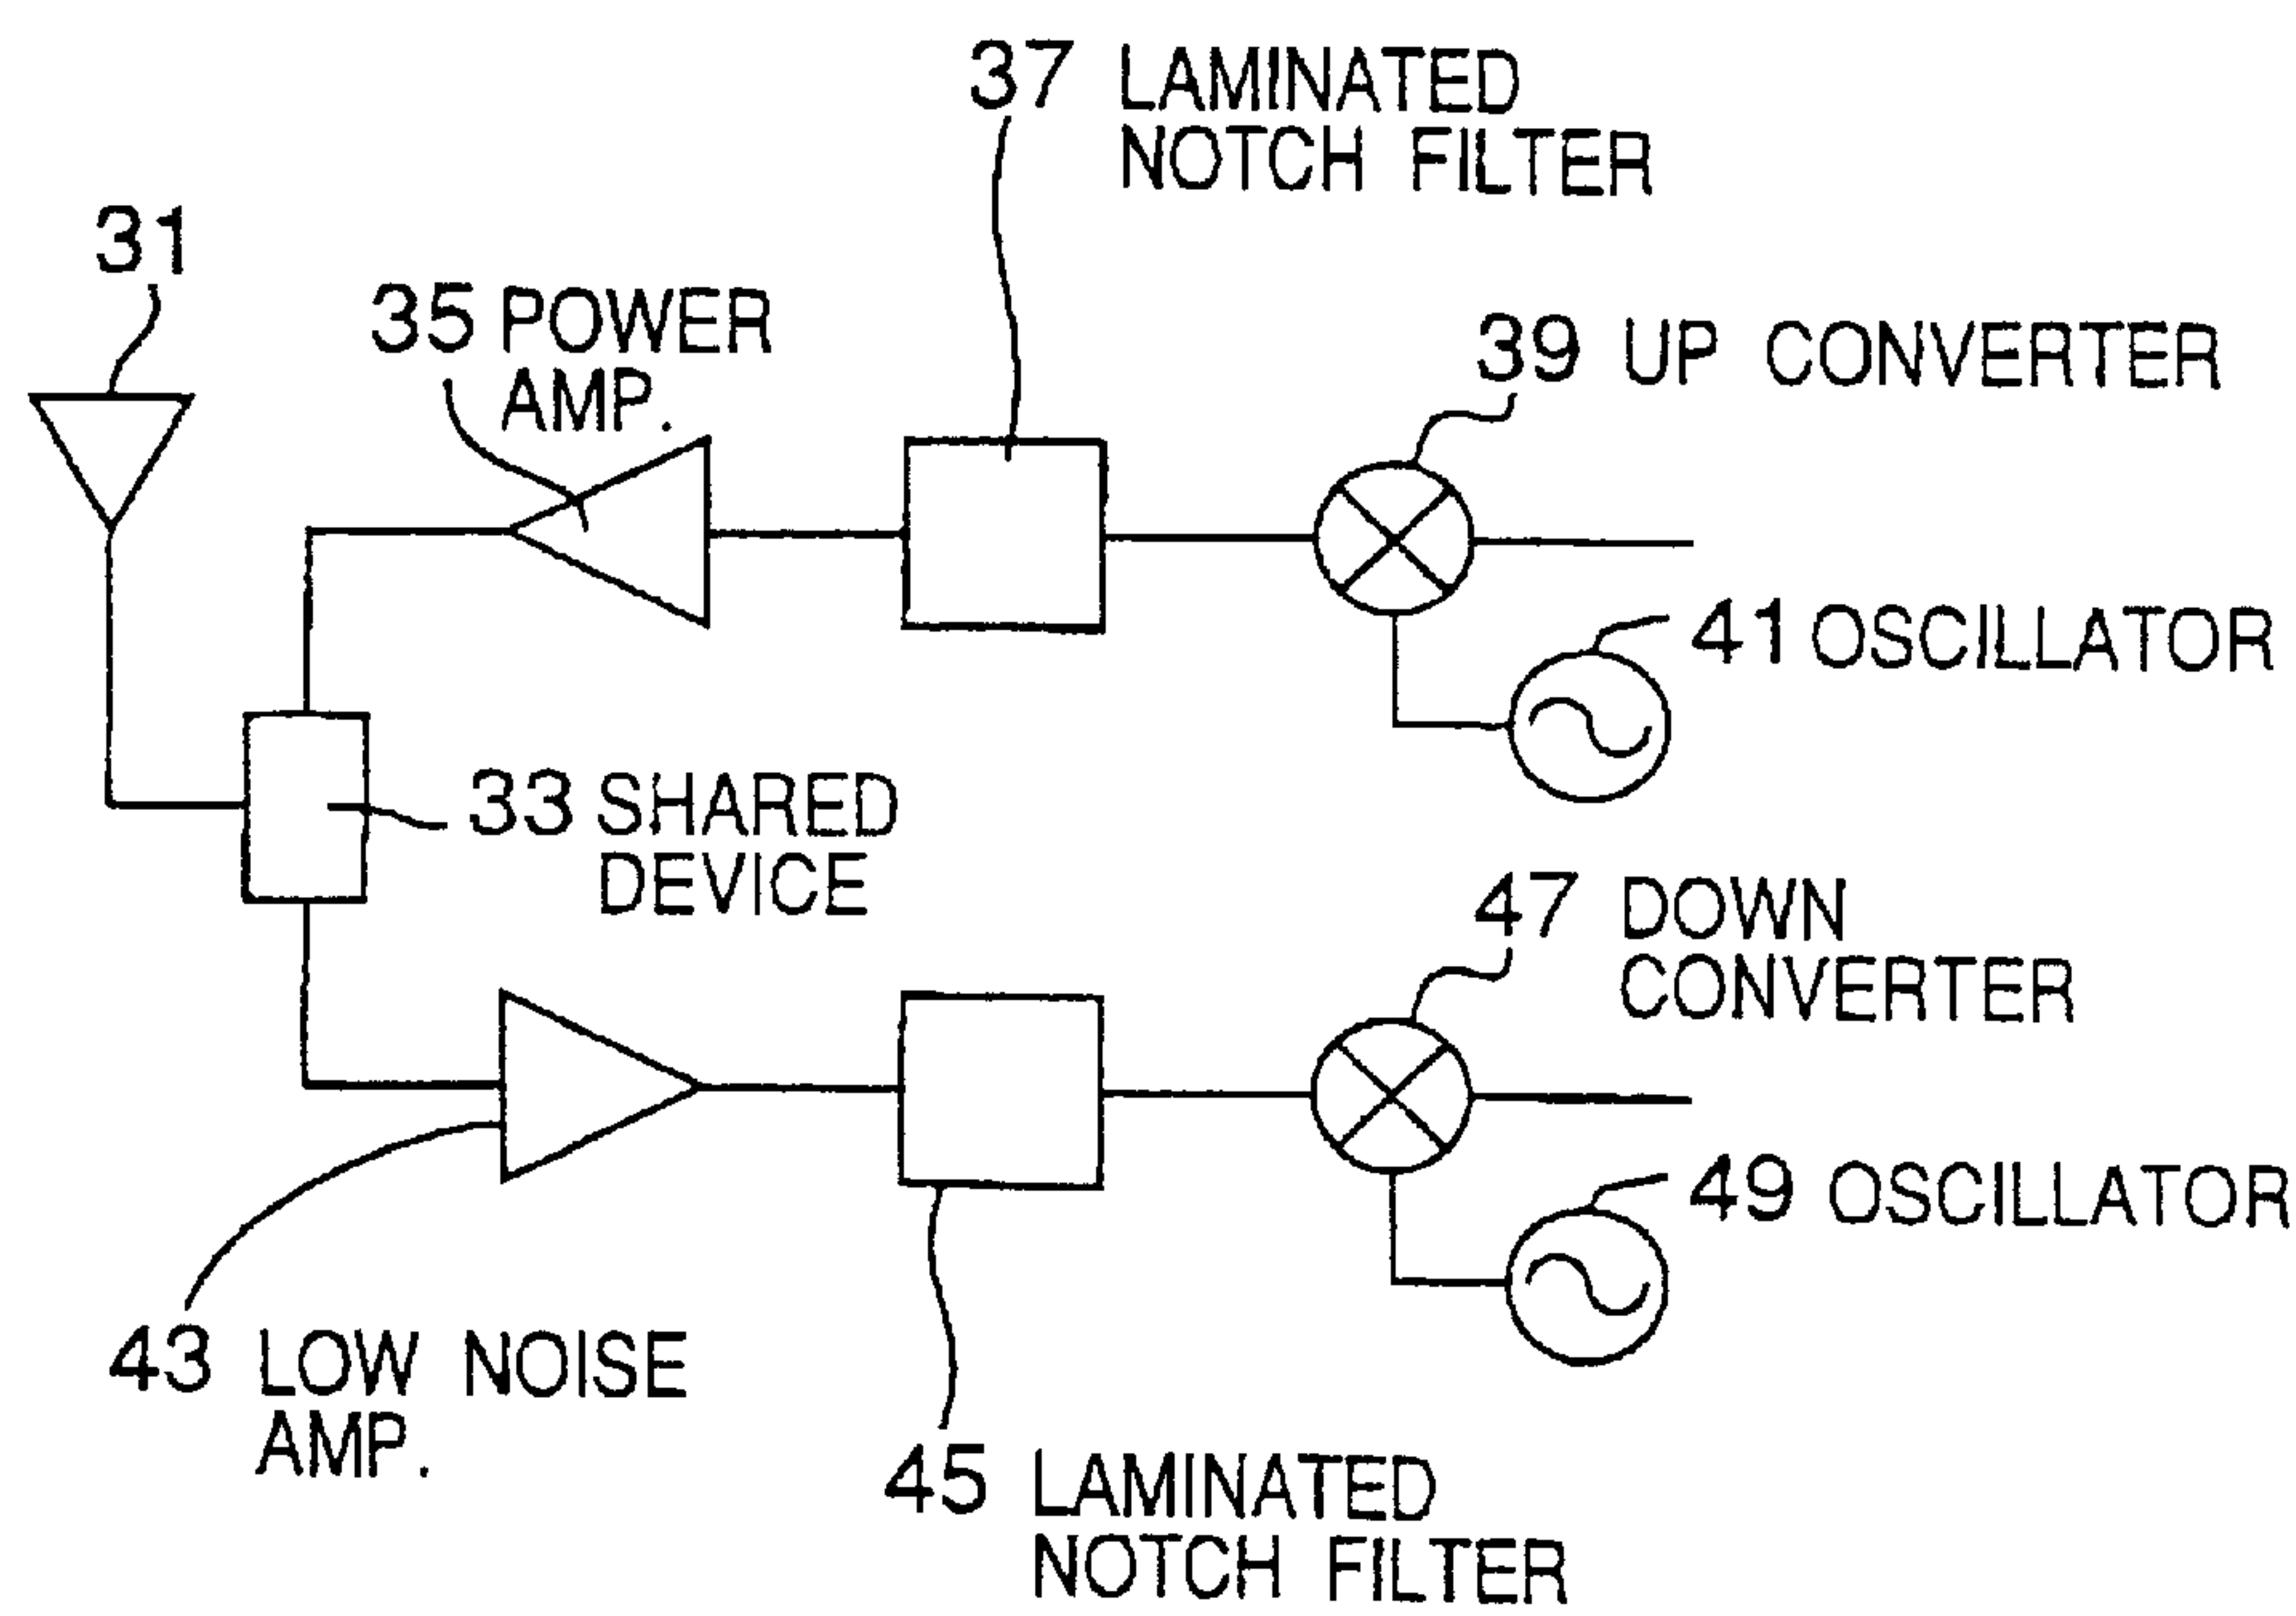 37 LAMINATED
NOTCH FILTER
31
35 POWER
AMP.
39 UP CONVERTER
41 OSCILLATOR
33 SHARED
DEVICE
47 DOWN
CONVERTER
49 OSCILLATOR
43 LOW NOISE
AMP.
45 LAMINATED
NOTCH FILTER